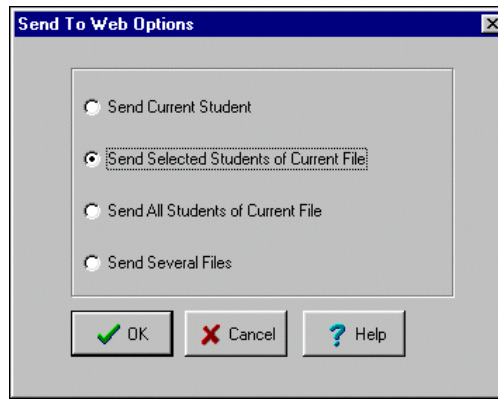 Send To Web Options
Send Current Student
Send Selected Students of Current File
Send All Students of Current File
Send Several Files
OK Cancel Help